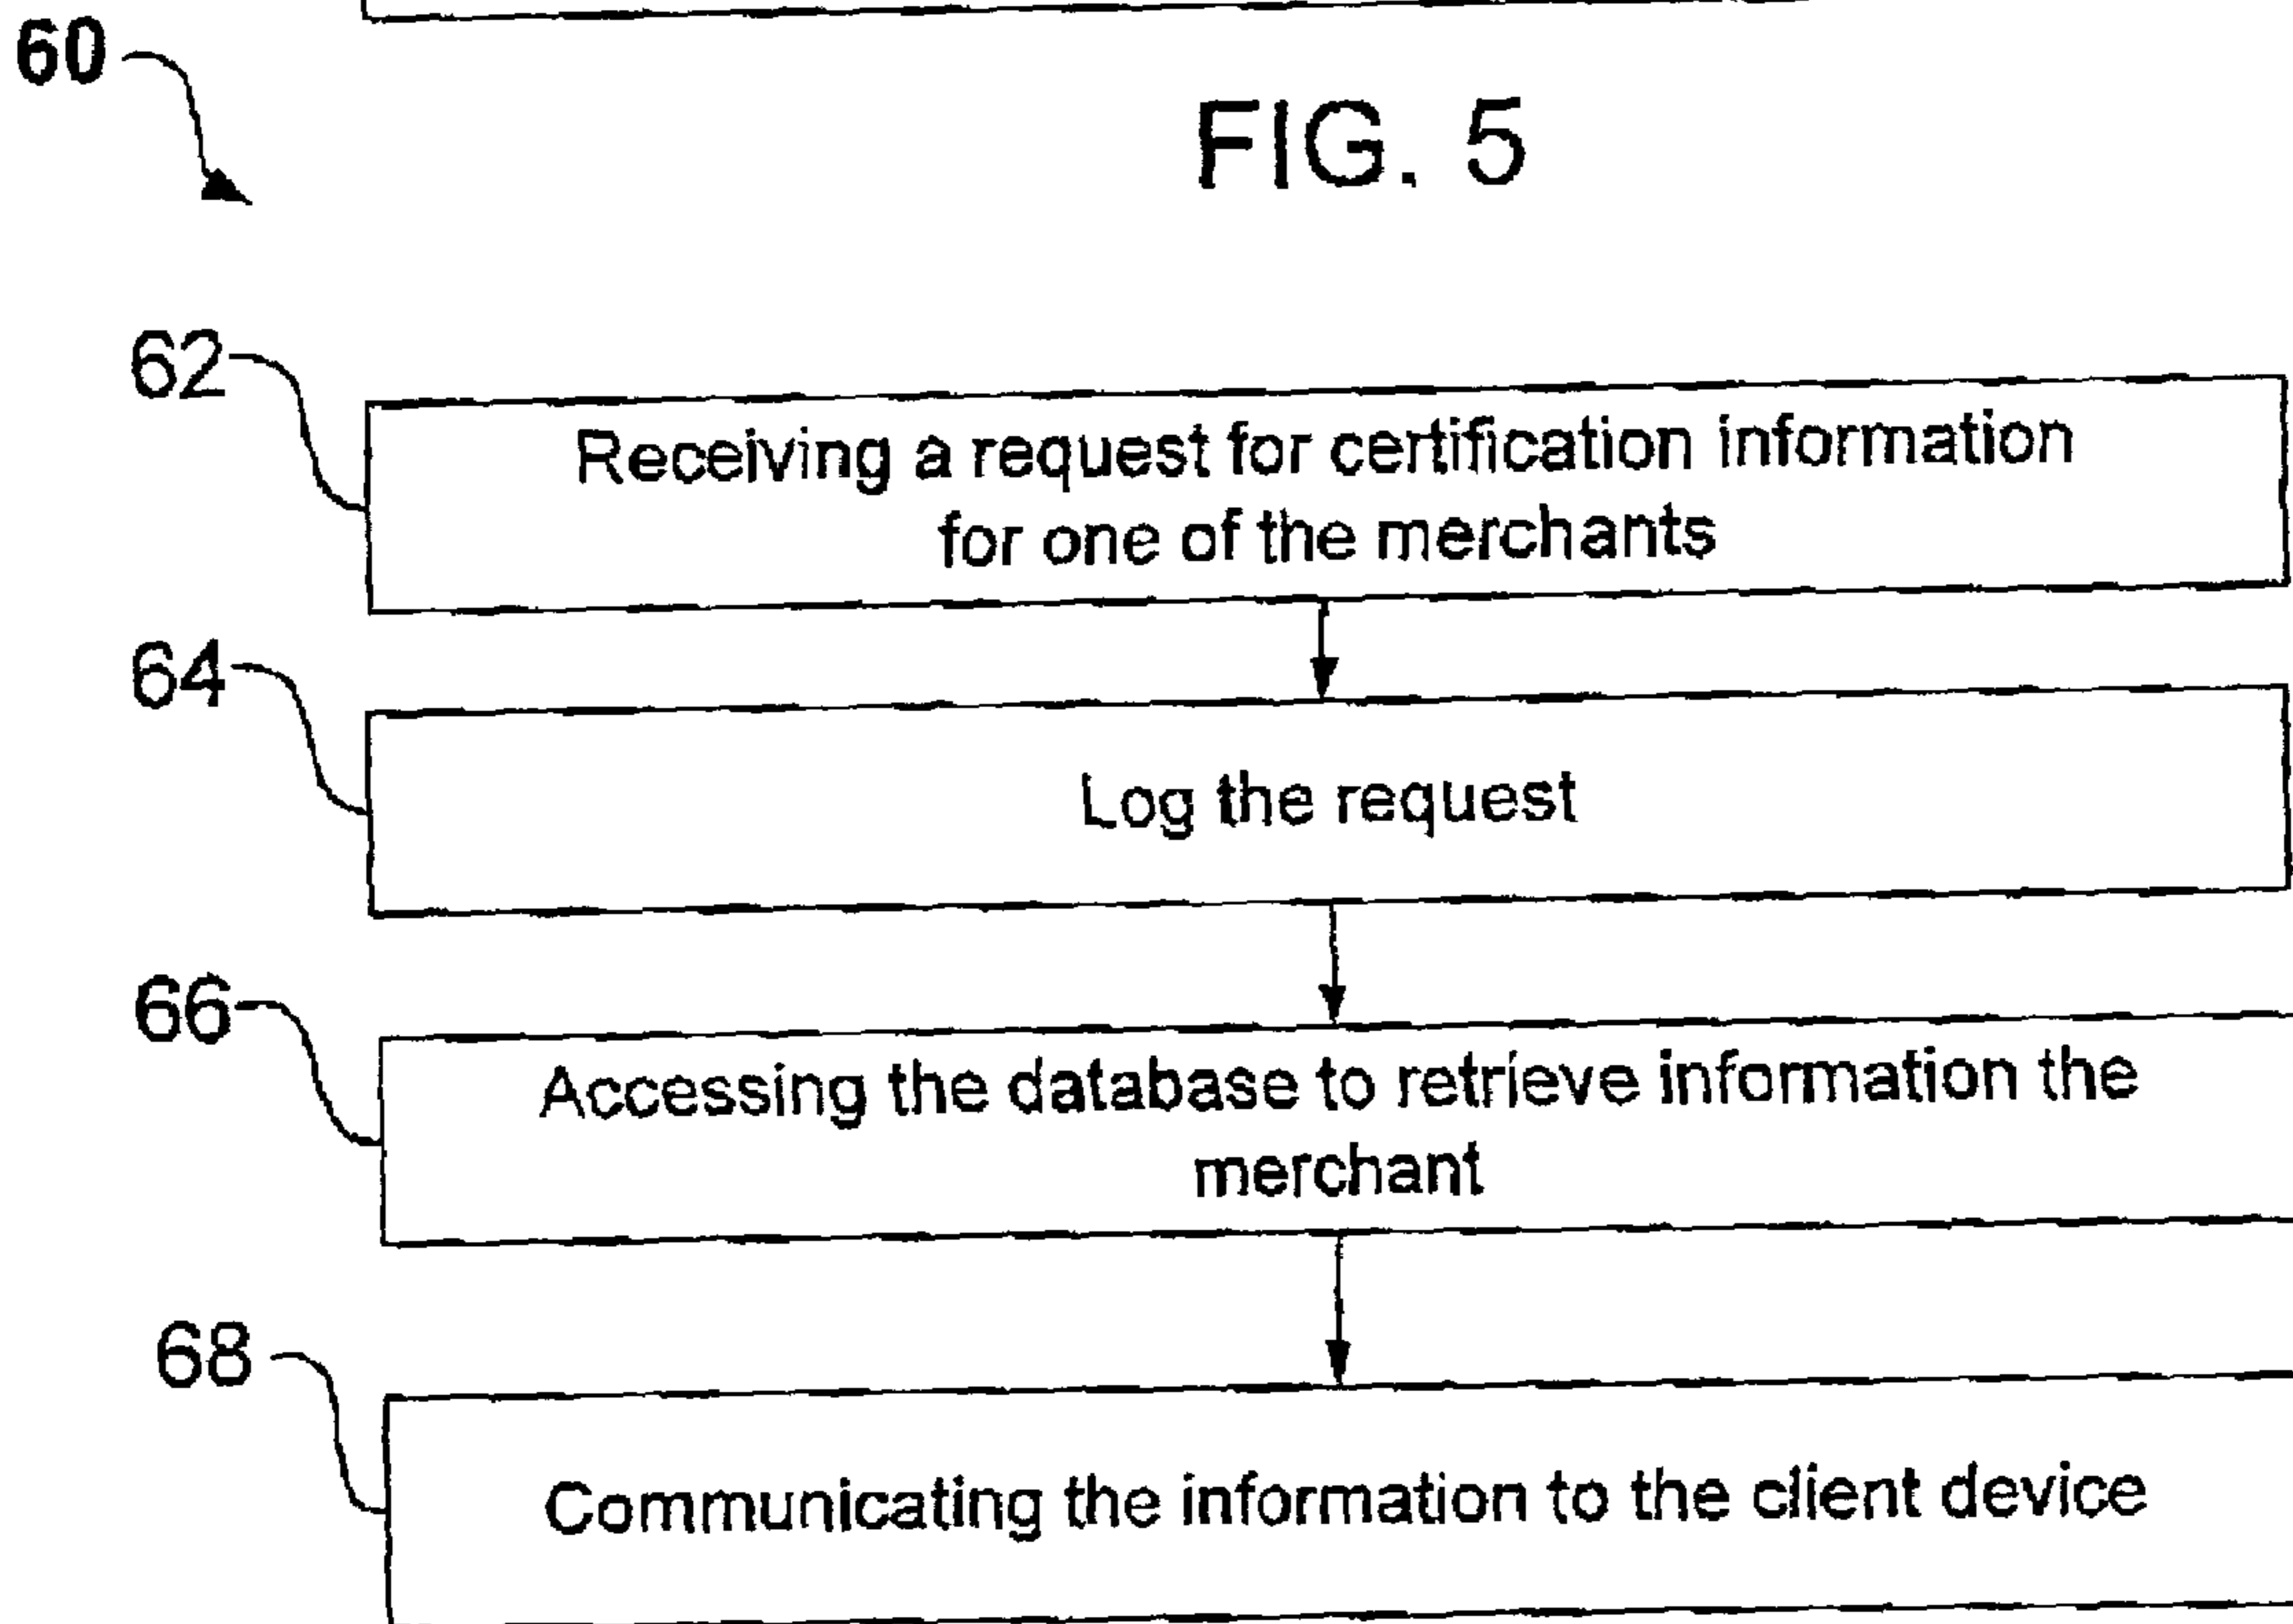 60
FIG. 5
62
Receiving a request for certification information
for one of the merchants
64
Log the request
66
Accessing the database to retrieve information the
merchant
68
Communicating the information to the client device